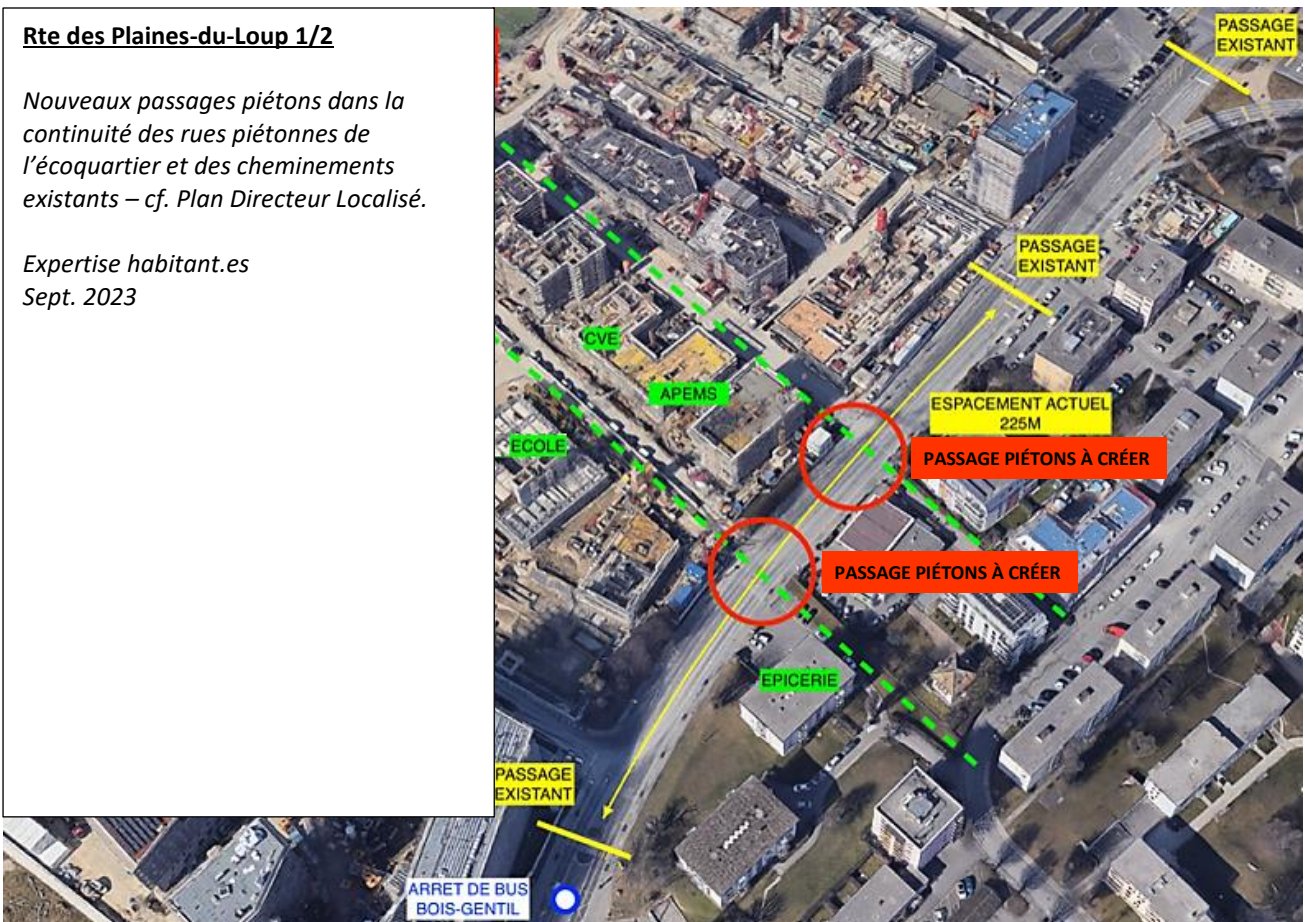 Rte des Plaines-du-Loup 1/2
Nouveaux passages piétons dans la
continuité des rues piétonnes de
l’écoquartier et des cheminements
existants – cf. Plan Directeur Localisé.
Expertise habitant.es
Sept. 2023
PASSAGE
EXISTANT
PASSAGE
EXISTANT
CVE
APEMS
ECOLE
ESPACEMENT ACTUEL
225M
PASSAGE PIÉTONS À CRÉER
PASSAGE PIÉTONS À CRÉER
EPICERIE
PASSAGE
EXISTANT
ARRET DE BUS
BOIS-GENTIL